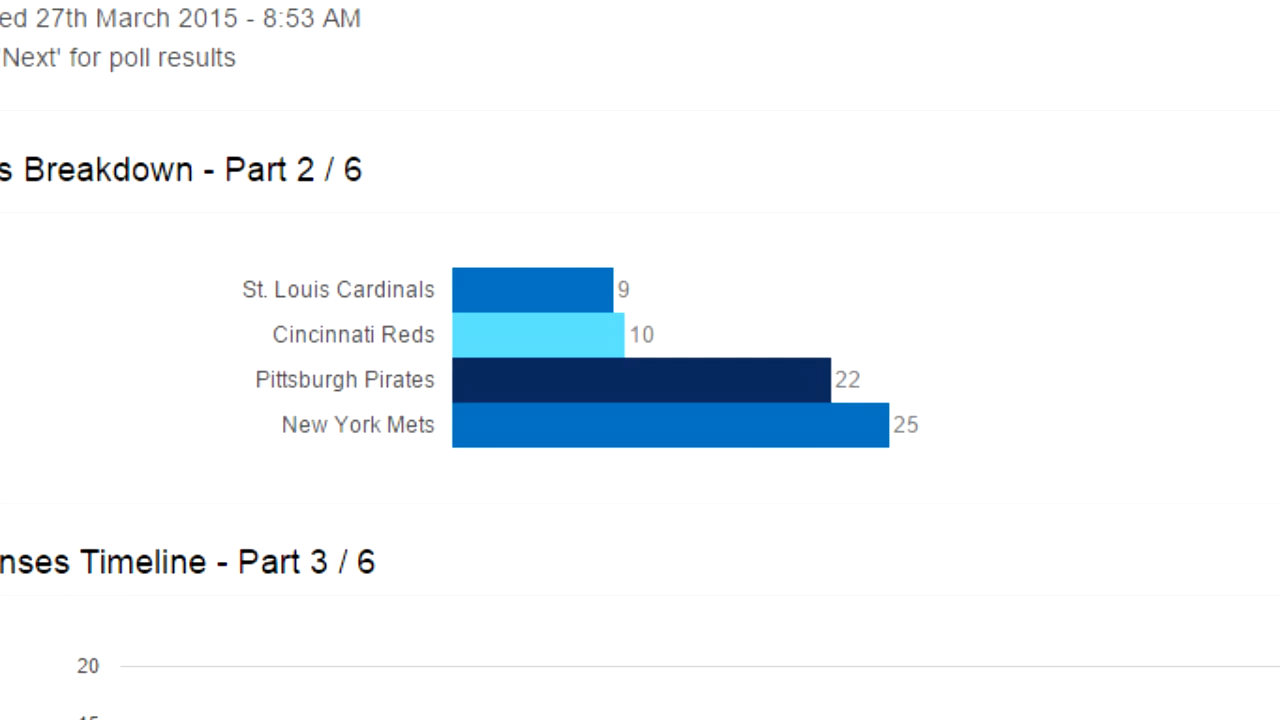 ed 27th March 2015 - 8:53 AM
'Next' for poll results
s Breakdown - Part 2 / 6
St. Louis Cardinals 9
Cincinnati Reds 10
Pittsburgh Pirates 22
New York Mets 25
nses Timeline - Part 3 / 6
20